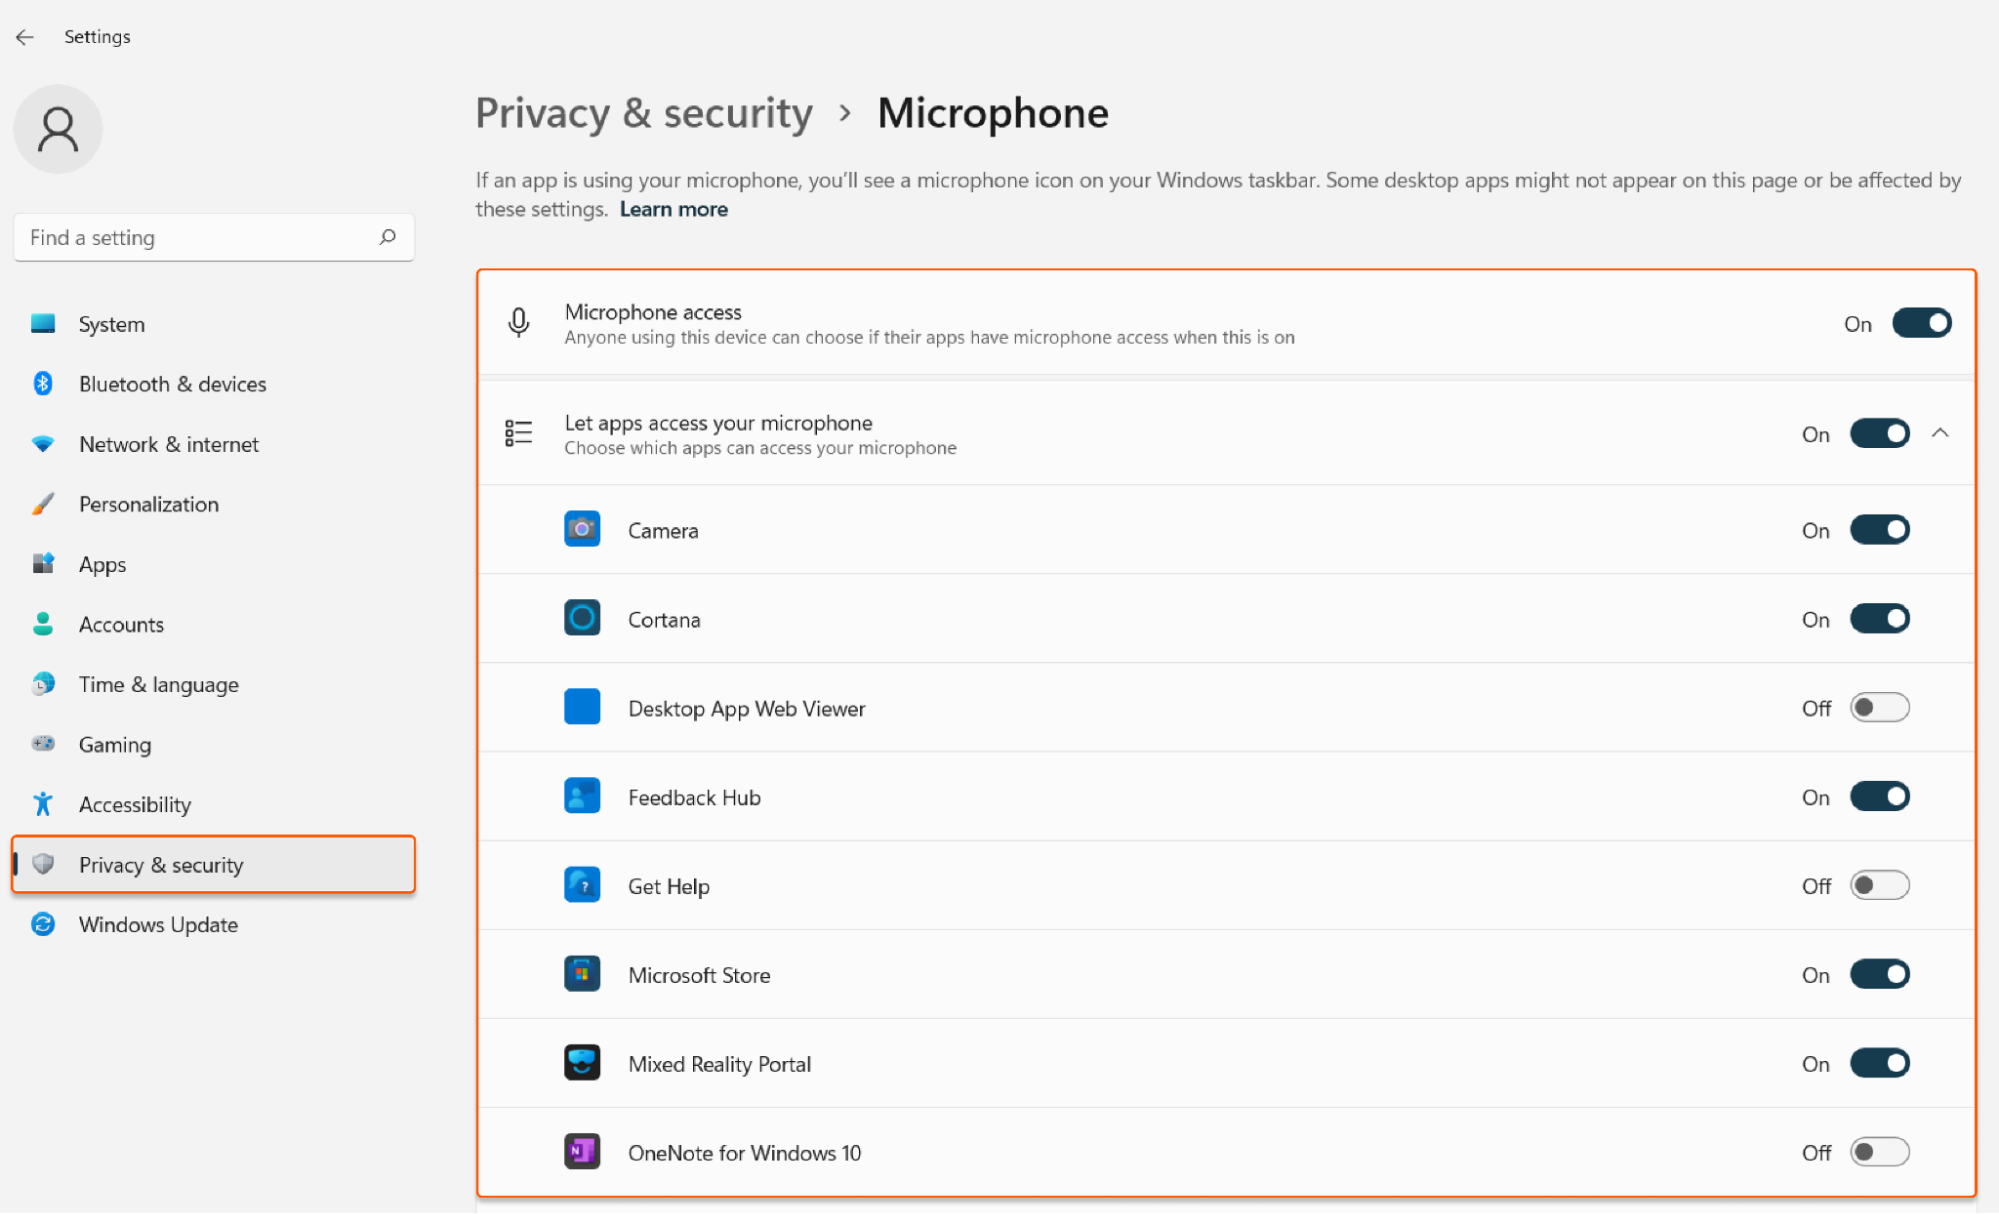 Settings
Find a setting
System
Bluetooth & devices
Network & internet
Personalization
Apps
Accounts
Time & language
Gaming
Accessibility
Privacy & security
Windows Update
Privacy & security › Microphone
If an app is using your microphone, you'll see a microphone icon on your Windows taskbar. Some desktop apps might not appear on this page or be affected by
these settings. Learn more
Microphone access
Anyone using this device can choose if their apps have microphone access when this is on
On
Let apps access your microphone
Choose which apps can access your microphone
On
Camera On
Cortana On
Desktop App Web Viewer Off
Feedback Hub On
Get Help Off
Microsoft Store On
Mixed Reality Portal On
OneNote for Windows 10 Off